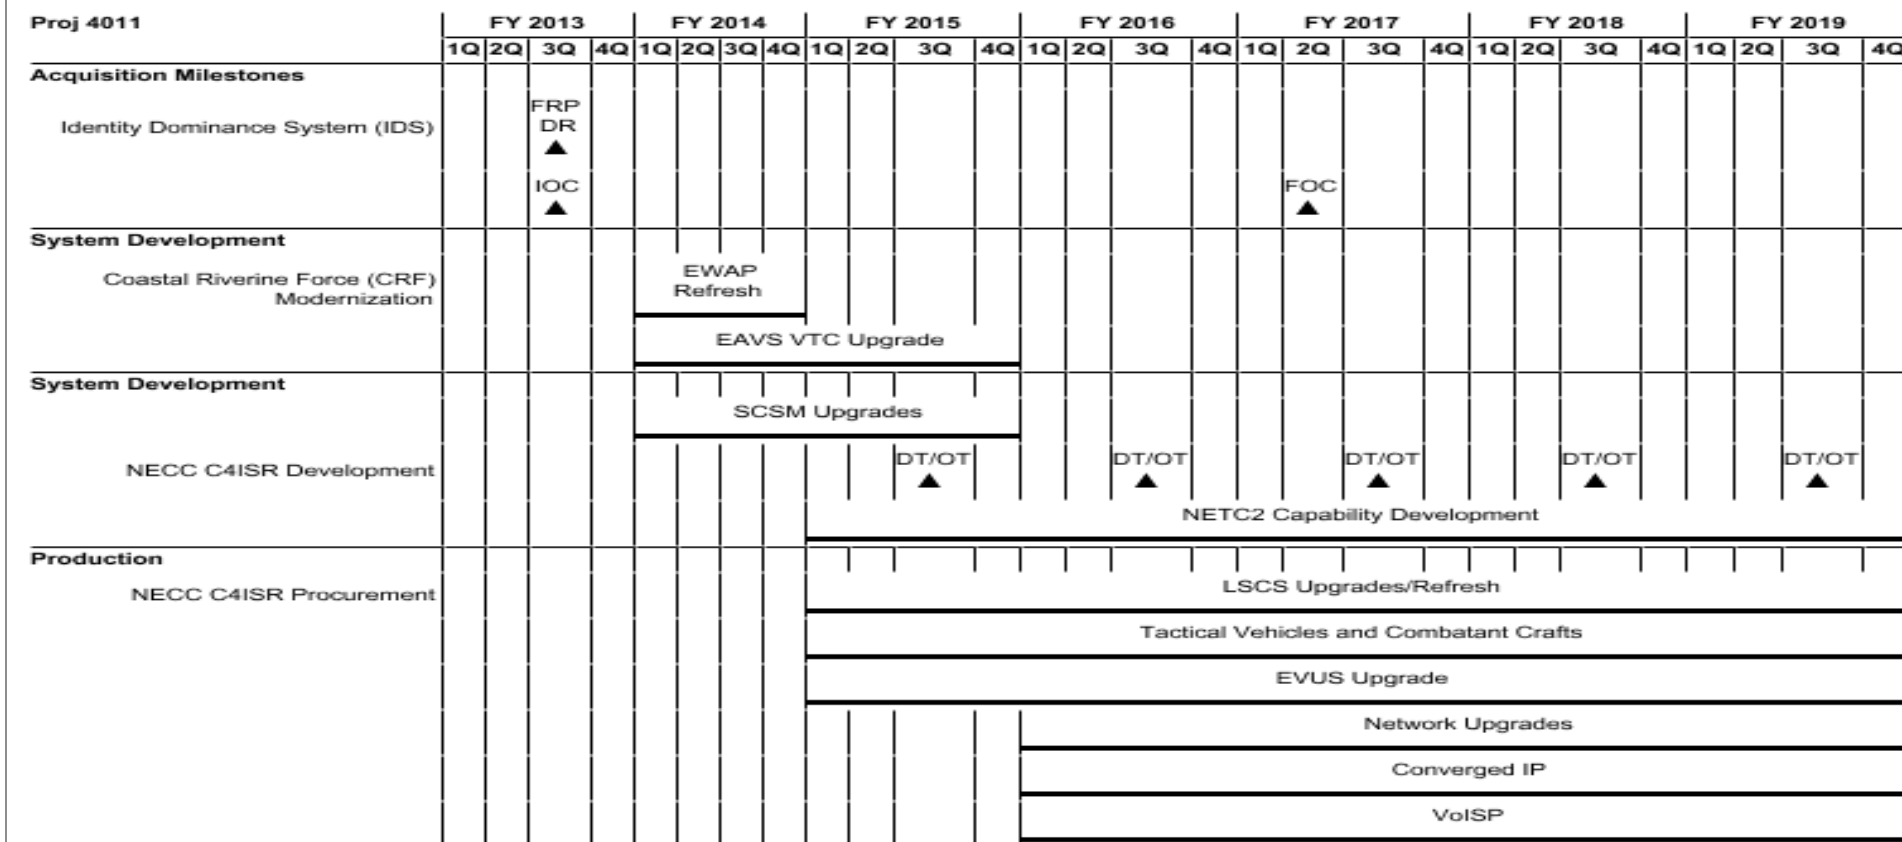 Proj 4011 FY 2013 FY 2014 FY 2015 FY 2016 FY 2017 FY 2018 FY 2019
1Q 2Q 3Q 4Q 1Q 2Q 3Q 4Q 1Q 2Q 3Q 4Q 1Q 2Q 3Q 4Q 1Q 2Q 3Q 4Q 1Q 2Q 3Q 4Q 1Q 2Q 3Q 4Q
Acquisition Milestones
FRP
Identity Dominance System (IDS) DR
IOC FOC
System Development
EWAP
Coastal Riverine Force (CRF)
Refresh
Modernization
EAVS VTC Upgrade
System Development
SCSM Upgrades
DT/OT DT/OT DT/OT DT/OT DT/OT
NECC C4ISR Development
NETC2 Capability Development
Production
LSCS Upgrades/Refresh
NECC C4ISR Procurement
Tactical Vehicles and Combatant Crafts
EVUS Upgrade
Network Upgrades
Converged IP
VoISP